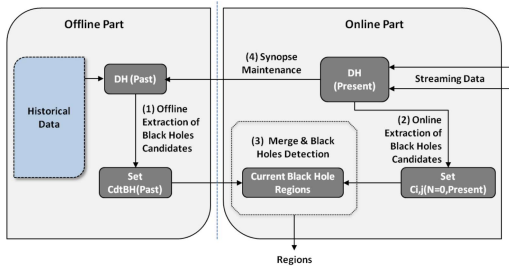 Offline Part
Online Part
Historical
Data
DH (Past)
(4) Synopse
Maintenance
DH
(Present)
Streaming Data
(1) Offline
Extraction of
Black Holes
Candidates
(2) Online
Extraction of
Black Holes
Candidates
(3) Merge & Black
Holes Detection
Set
CdtBH(Past)
Current Black Hole
Regions
Set
Ci,j(N=0,Present)
Regions